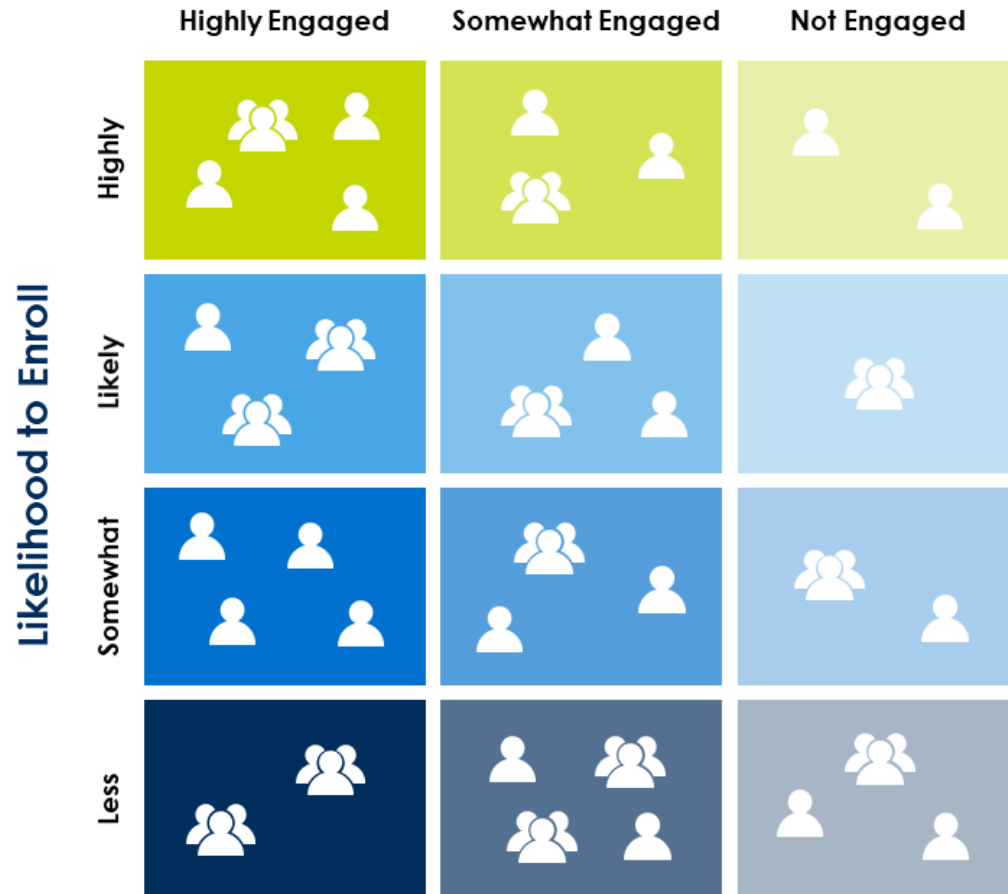 Highly Engaged
Somewhat Engaged
Not Engaged
Likelihood to Enroll
Highly
Likely
Somewhat
Less